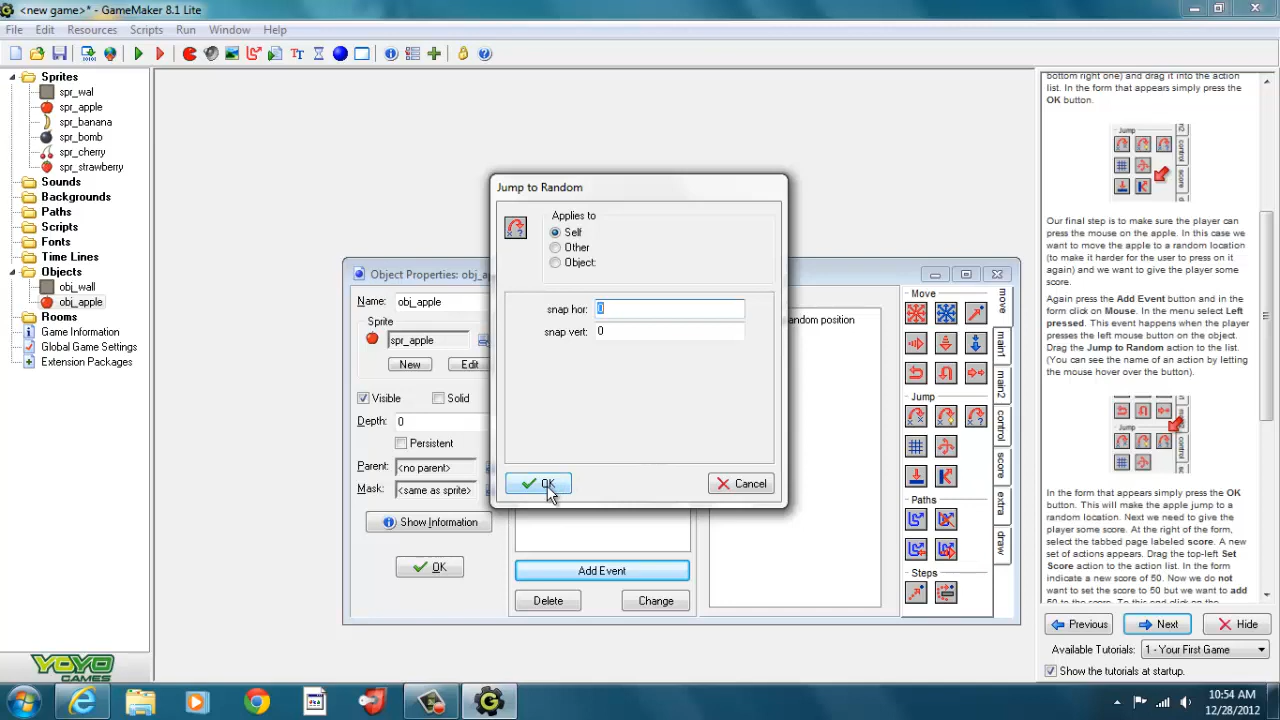 <new game>* - GameMaker 8.1 Lite
File Edit Resources Scripts Run Window Help
Sprites
spr_wal
spr_apple
spr_banana
spr_bomb
spr_cherry
spr_strawberry
Sounds
Backgrounds
Paths
Scripts
Fonts
Time Lines
Objects
obj_wall
obj_apple
Rooms
Game Information
Global Game Settings
Extension Packages
YOYO
GAMES
Object Properties: obj_a
Name: obj_apple
Sprite
spr_apple
New Edit
Visible Solid
Depth: 0
Persistent
Parent: <no parent>
Mask: <same as sprite>
Show Information
OK
Jump to Random
Applies to
Self
Other
Object:
snap hor: 0
snap vert: 0
OK Cancel
Add Event
Delete Change
andom position
Move
Jump
Paths
Steps
move
main1
main2
control
score
extra
draw
bottom right one) and drag it into the action
list. In the form that appears simply press the
OK button.
Jump
control
score
Our final step is to make sure the player can
press the mouse on the apple. In this case we
want to move the apple to a random location
(to make it harder for the user to press on it
again) and we want to give the player some
score.
Again press the Add Event button and in the
form click on Mouse. In the menu select Left
pressed. This event happens when the player
presses the left mouse button on the object.
Drag the Jump to Random action to the list.
(You can see the name of an action by letting
the mouse hover over the button).
Jump
In the form that appears simply press the OK
button. This will make the apple jump to a
random location. Next we need to give the
player some score. At the right of the form,
select the tabbed page labeled score. A new
set of actions appears. Drag the top-left Set
Score action to the action list. In the form
indicate a new score of 50. Now we do not
want to set the score to 50 but we want to add
Previous Next Hide
Available Tutorials: 1 - Your First Game
Show the tutorials at startup.
10:54 AM
12/28/2012